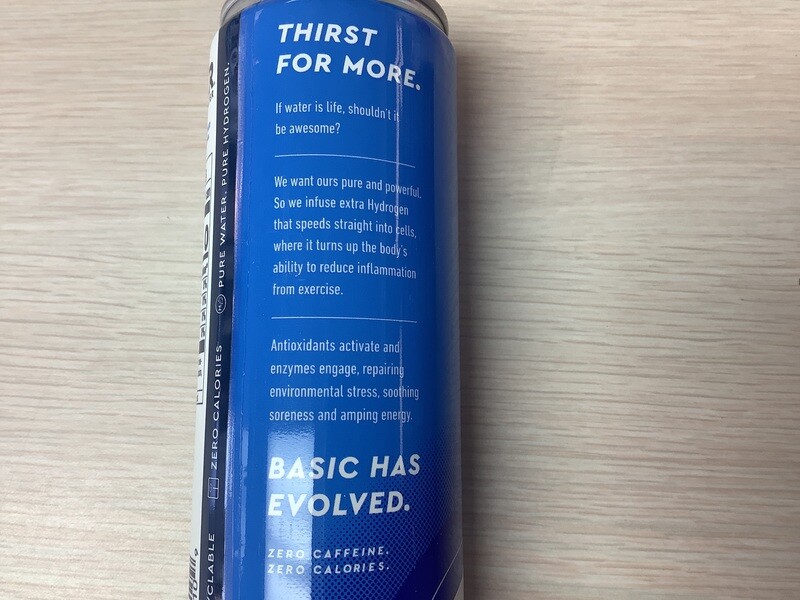 THIRST
FOR MORE.
If water is life, shouldn't it
be awesome?
We want ours pure and powerful.
So we infuse extra Hydrogen
that speeds straight into cells,
where it turns up the body's
ability to reduce inflammation
from exercise.
Antioxidants activate and
enzymes engage, repairing
environmental stress, soothing
soreness and amping energy.
BASIC HAS
EVOLVED.
ZERO CAFFEINE.
ZERO CALORIES.
ZERO CALORIES
PURE WATER. PURE HYDROGEN.